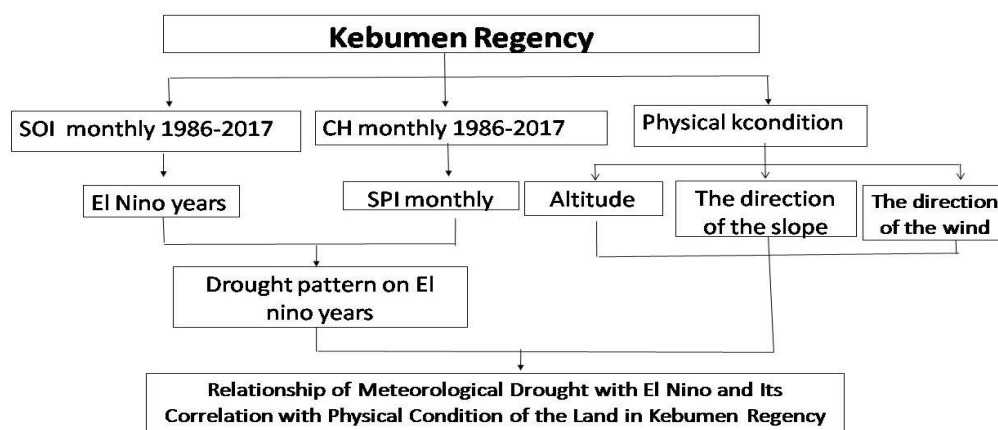 Kebumen Regency
SOI monthly 1986-2017
CH monthly 1986-2017
Physical kcondition
El Nino years
SPI monthly
Altitude
The direction
of the slope
The direction
of the wind
Drought pattern on El
nino years
Relationship of Meteorological Drought with El Nino and Its
Correlation with Physical Condition of the Land in Kebumen Regency